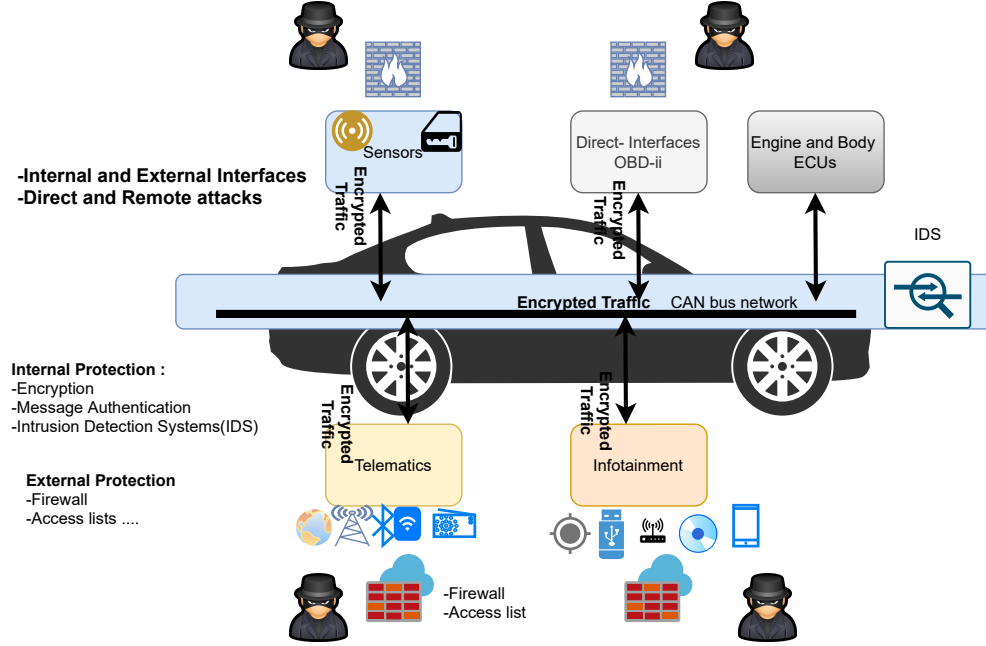 Sensors
Direct- Interfaces
OBD-ii
Engine and Body
ECUs
-Internal and External Interfaces
-Direct and Remote attacks
Encrypted
Traffic
Encrypted
Traffic
IDS
Encrypted Traffic
CAN bus network
Internal Protection :
-Encryption
-Message Authentication
-Intrusion Detection Systems(IDS)
Encrypted
Traffic
Encrypted
Traffic
Telematics
Infotainment
External Protection
-Firewall
-Access lists ....
-Firewall
-Access list